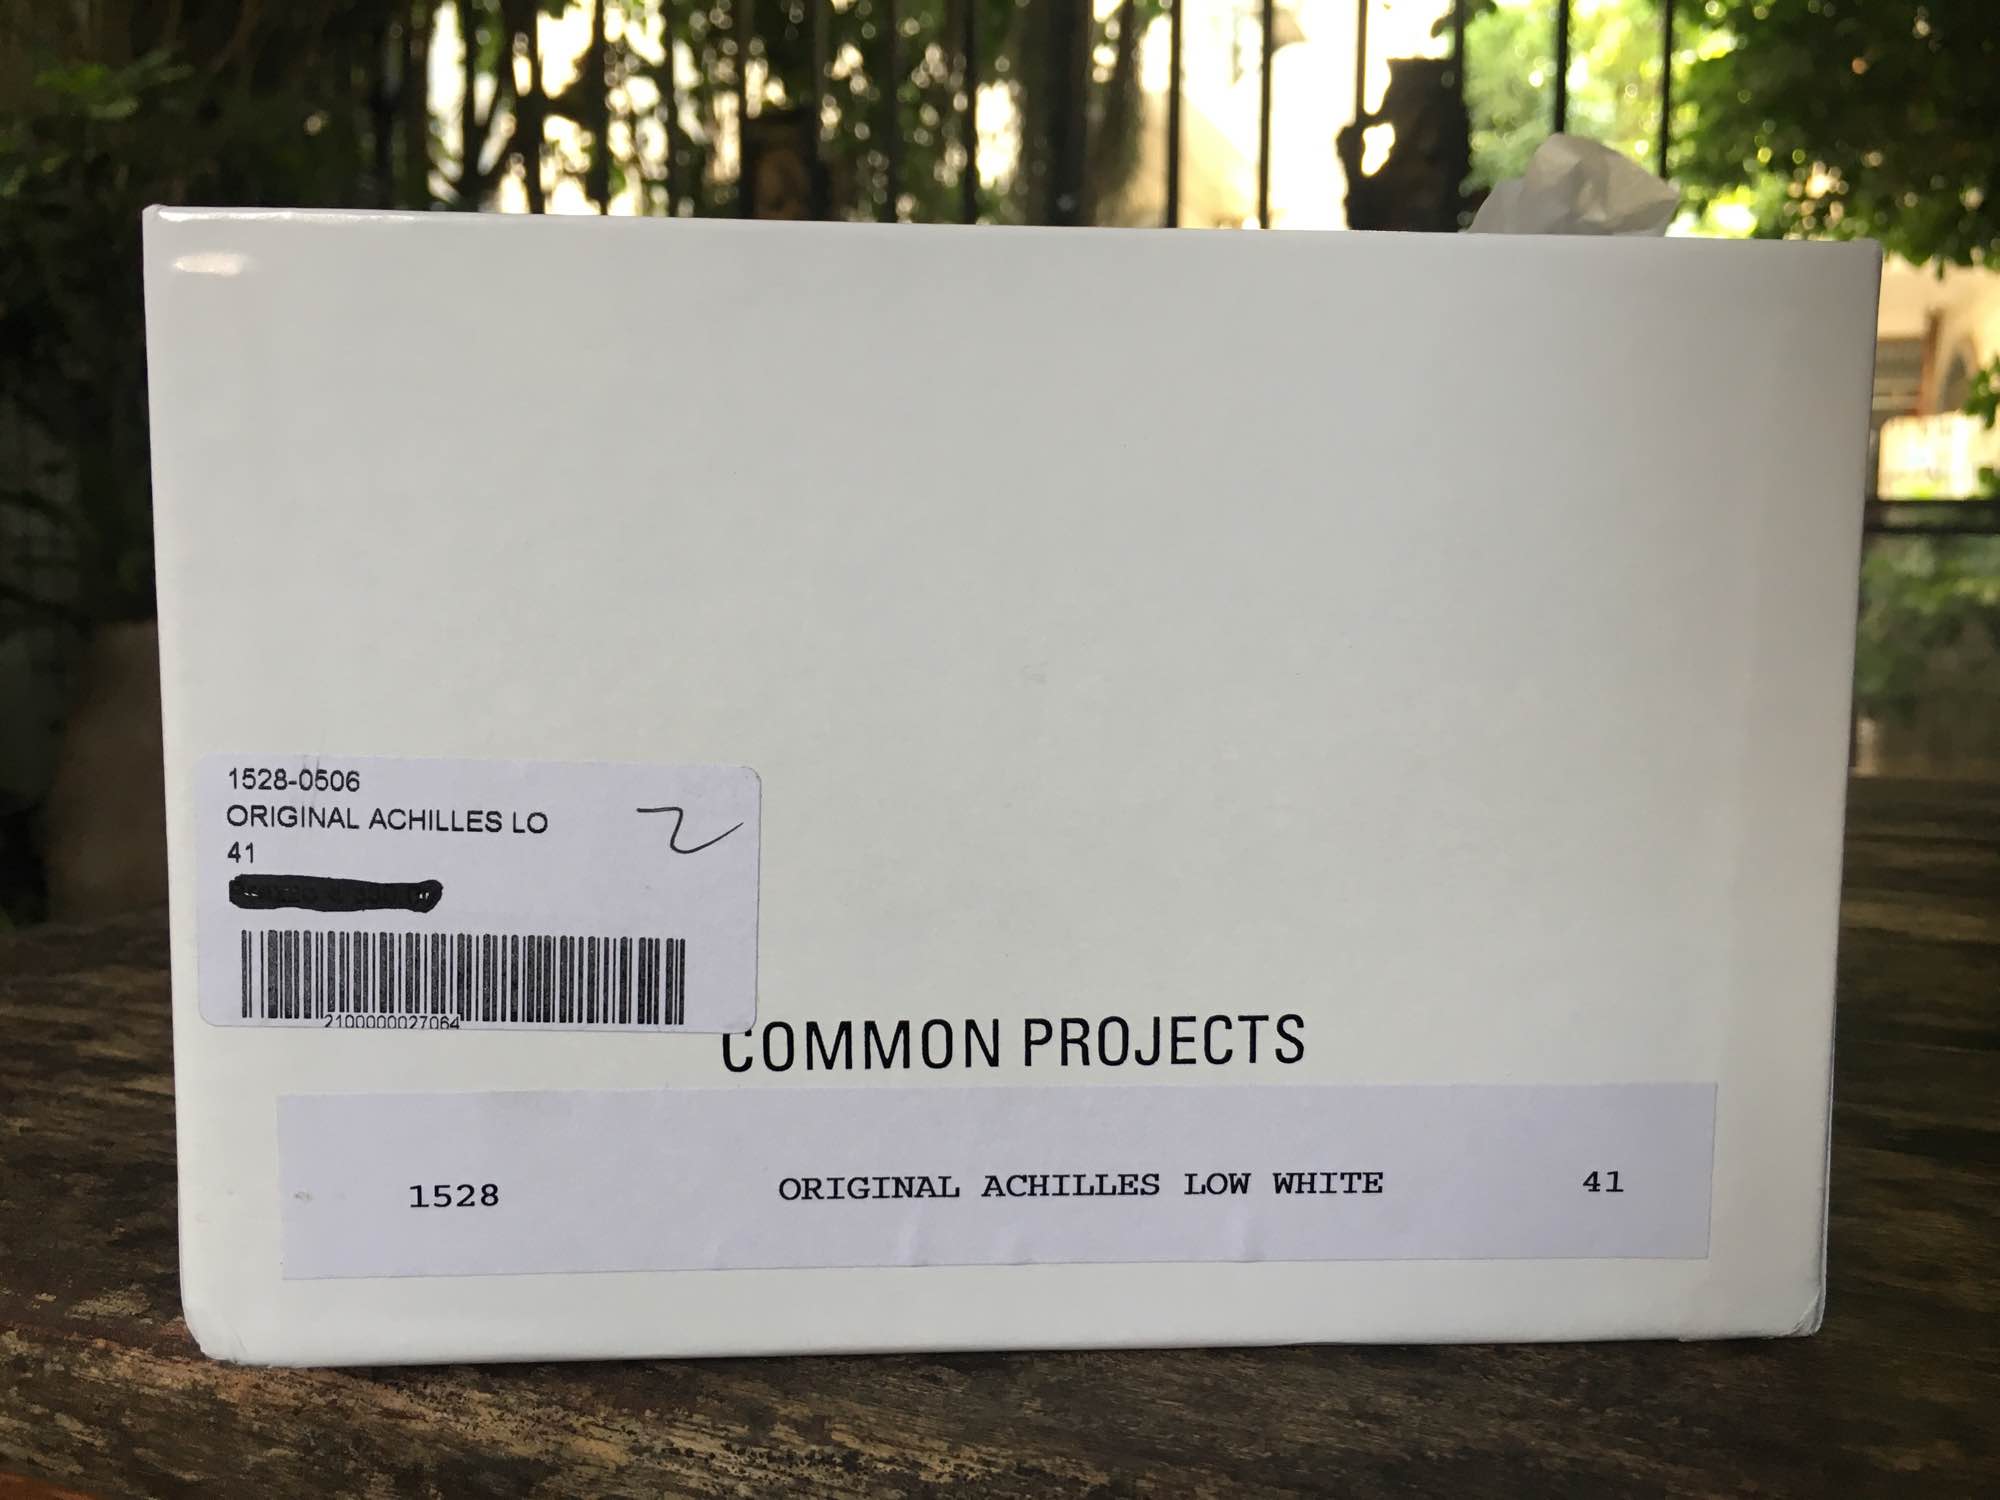 1528-0506
ORIGINAL ACHILLES LO
41
2100000027064
COMMON PROJECTS
1528 ORIGINAL ACHILLES LOW WHITE 41